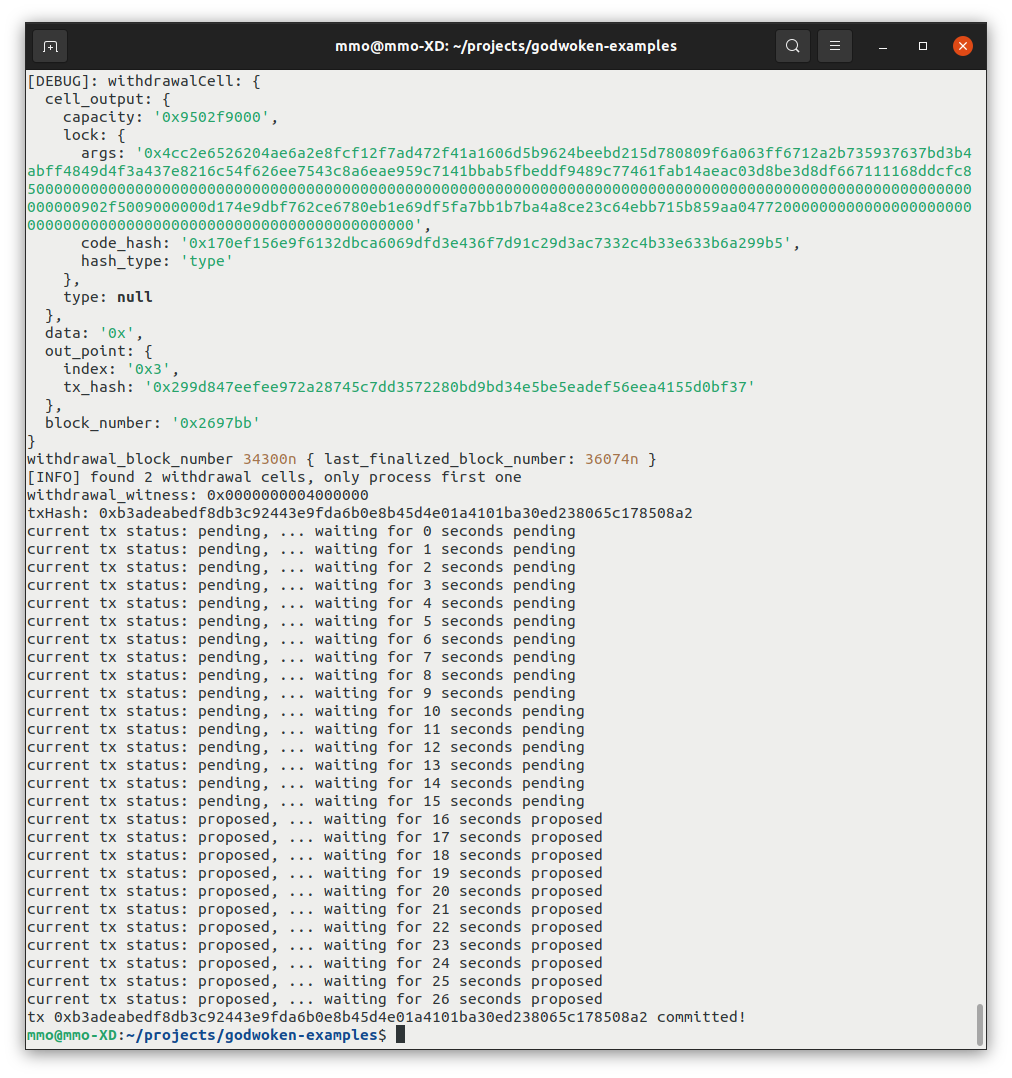 mmo@mmo-XD: ~/projects/godwoken-examples
[DEBUG]: withdrawalCell: {
  cell_output: {
    capacity: '0x9502f9000',
    lock: {
      args: '0x4cc2e6526204ae6a2e8fcf12f7ad472f41a1606d5b9624beebd215d780809f6a063ff6712a2b735937637bd3b4
abff4849d4f3a437e8216c54f626ee7543c8a6eae959c7141bbab5fbeddf9489c77461fab14aeac03d8be3d8df667111168ddcfc8
500000000000000000000000000000000000000000000000000000000000000000000000000000000000000000000000000000000
000000902f5009000000d174e9dbf762ce6780eb1e69df5fa7bb1b7ba4a8ce23c64ebb715b859aa04772000000000000000000000
0000000000000000000000000000000000000000000',
      code_hash: '0x170ef156e9f6132dbca6069dfd3e436f7d91c29d3ac7332c4b33e633b6a299b5',
      hash_type: 'type'
    },
    type: null
  },
  data: '0x',
  out_point: {
    index: '0x3',
    tx_hash: '0x299d847eefee972a28745c7dd3572280bd9bd34e5be5eadef56eea4155d0bf37'
  },
  block_number: '0x2697bb'
}
withdrawal_block_number 34300n { last_finalized_block_number: 36074n }
[INFO] found 2 withdrawal cells, only process first one
withdrawal_witness: 0x0000000004000000
txHash: 0xb3adeabedf8db3c92443e9fda6b0e8b45d4e01a4101ba30ed238065c178508a2
current tx status: pending, ... waiting for 0 seconds pending
current tx status: pending, ... waiting for 1 seconds pending
current tx status: pending, ... waiting for 2 seconds pending
current tx status: pending, ... waiting for 3 seconds pending
current tx status: pending, ... waiting for 4 seconds pending
current tx status: pending, ... waiting for 5 seconds pending
current tx status: pending, ... waiting for 6 seconds pending
current tx status: pending, ... waiting for 7 seconds pending
current tx status: pending, ... waiting for 8 seconds pending
current tx status: pending, ... waiting for 9 seconds pending
current tx status: pending, ... waiting for 10 seconds pending
current tx status: pending, ... waiting for 11 seconds pending
current tx status: pending, ... waiting for 12 seconds pending
current tx status: pending, ... waiting for 13 seconds pending
current tx status: pending, ... waiting for 14 seconds pending
current tx status: pending, ... waiting for 15 seconds pending
current tx status: proposed, ... waiting for 16 seconds proposed
current tx status: proposed, ... waiting for 17 seconds proposed
current tx status: proposed, ... waiting for 18 seconds proposed
current tx status: proposed, ... waiting for 19 seconds proposed
current tx status: proposed, ... waiting for 20 seconds proposed
current tx status: proposed, ... waiting for 21 seconds proposed
current tx status: proposed, ... waiting for 22 seconds proposed
current tx status: proposed, ... waiting for 23 seconds proposed
current tx status: proposed, ... waiting for 24 seconds proposed
current tx status: proposed, ... waiting for 25 seconds proposed
current tx status: proposed, ... waiting for 26 seconds proposed
tx 0xb3adeabedf8db3c92443e9fda6b0e8b45d4e01a4101ba30ed238065c178508a2 committed!
mmo@mmo-XD:~/projects/godwoken-examples$